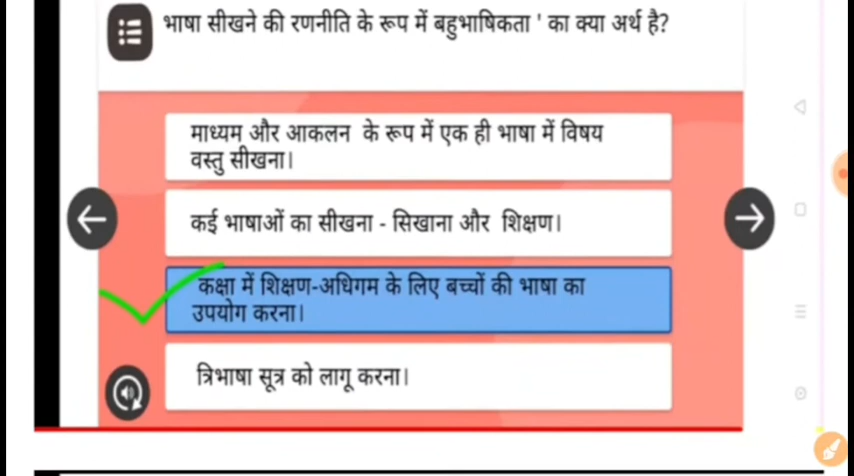 भाषा सीखने की रणनीति के रूप में बहुभाषिकता ' का क्या अर्थ है?
माध्यम और आकलन के रूप में एक ही भाषा में विषय
वस्तु सीखना।
कई भाषाओं का सीखना - सिखाना और शिक्षण।
कक्षा में शिक्षण-अधिगम के लिए बच्चों की भाषा का
उपयोग करना।
त्रिभाषा सूत्र को लागू करना।